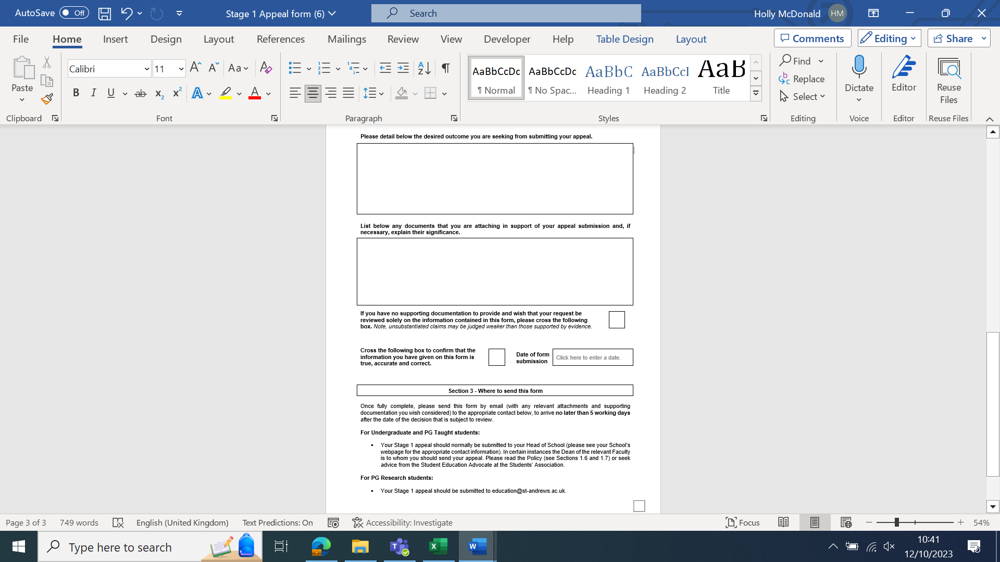 AutoSave Off Stage 1 Appeal form (6) Search Holly McDonald HM
File Home Insert Design Layout References Mailings Review View Developer Help Table Design Layout Comments Editing Share
Paste
Clipboard
Calibri 11 Aa
B I U ab x2 x2 A A
Font
Paragraph
AaBbCcDc AaBbCcDc AaBbC AaBbCcI AaB
¶ Normal ¶ No Spac... Heading 1 Heading 2 Title
Styles
Find
Replace
Select
Editing
Dictate
Voice
Editor
Editor
Reuse
Files
Reuse Files
Please detail below the desired outcome you are seeking from submitting your appeal.
List below any documents that you are attaching in support of your appeal submission and, if
necessary, explain their significance.
If you have no supporting documentation to provide and wish that your request be
reviewed solely on the information contained in this form, please cross the following
box. Note, unsubstantiated claims may be judged weaker than those supported by evidence.
Cross the following box to confirm that the
information you have given on this form is
true, accurate and correct.
Date of form
submission
Click here to enter a date.
Section 3 - Where to send this form
Once fully complete, please send this form by email (with any relevant attachments and supporting
documentation you wish considered) to the appropriate contact below, to arrive no later than 5 working days
after the date of the decision that is subject to review.
For Undergraduate and PG Taught students:
▪ Your Stage 1 appeal should normally be submitted to your Head of School (please see your School's
webpage for the appropriate contact information). In certain instances the Dean of the relevant Faculty
is to whom you should send your appeal. Please read the Policy (see Sections 1.6 and 1.7) or seek
advice from the Student Education Advocate at the Students' Association.
For PG Research students:
▪ Your Stage 1 appeal should be submitted to education@st-andrews.ac.uk.
Page 3 of 3 749 words English (United Kingdom) Text Predictions: On Accessibility: Investigate Focus 54%
Type here to search
10:41
12/10/2023